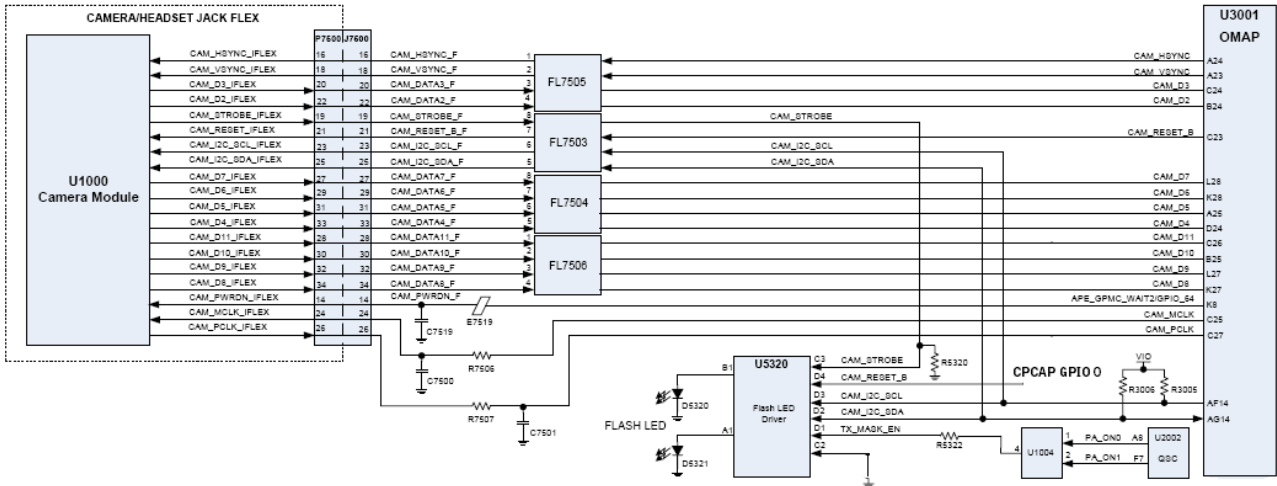 CAMERA/HEADSET JACK FLEX
U3001
OMAP
P7500 J7500
CAM_HSYNC_IFLEX 16 16 CAM_HSYNC_F 1 CAM_HSYNC A24
CAM_VSYNC_IFLEX 18 18 CAM_VSYNC_F 2 CAM_VSYNC A23
CAM_D3_IFLEX 20 20 CAM_DATA3_F 3 FL7505 CAM_D3 C24
CAM_D2_IFLEX 22 22 CAM_DATA2_F 4 CAM_D2 B24
CAM_STROBE_IFLEX 19 19 CAM_STROBE_F 8 CAM_STROBE
CAM_RESET_IFLEX 21 21 CAM_RESET_B_F 7 CAM_RESET_B C23
CAM_I2C_SCL_IFLEX 23 23 CAM_I2C_SCL_F 6 FL7503 CAM_I2C_SCL
CAM_I2C_SDA_IFLEX 25 25 CAM_I2C_SDA_F 5 CAM_I2C_SDA
U1000
Camera Module
CAM_D7_IFLEX 27 27 CAM_DATA7_F 8 CAM_D7 L28
CAM_D6_IFLEX 29 29 CAM_DATA6_F 7 CAM_D6 K28
CAM_D5_IFLEX 31 31 CAM_DATA5_F 6 FL7504 CAM_D5 A25
CAM_D4_IFLEX 33 33 CAM_DATA4_F 5 CAM_D4 D24
CAM_D11_IFLEX 28 28 CAM_DATA11_F 1 CAM_D11 C26
CAM_D10_IFLEX 30 30 CAM_DATA10_F 2 CAM_D10 B25
CAM_D9_IFLEX 32 32 CAM_DATA9_F 3 FL7506 CAM_D9 L27
CAM_D8_IFLEX 34 34 CAM_DATA8_F 4 CAM_D8 K27
CAM_PWRDN_IFLEX 14 14 CAM_PWRDN_F APE_GPMC_WAIT2/GPIO_64 K8
CAM_MCLK_IFLEX 24 24 CAM_MCLK C25
CAM_PCLK_IFLEX 26 26 CAM_PCLK C27
E7519
C7519
R7506
C7500
R7507
C7501
U5320
Flash LED
Driver
B1
A1
D5320
D5321
FLASH LED
C3 CAM_STROBE
R5320
D4 CAM_RESET_B
CPCAP GPIO 0
D3 CAM_I2C_SCL
D2 CAM_I2C_SDA
D1 TX_MASK_EN
C2
R5322
VIO
R3006
R3005
AF14
AG14
4 U1004
1 PA_ON0 A8 U2002
2 PA_ON1 F7 QSC